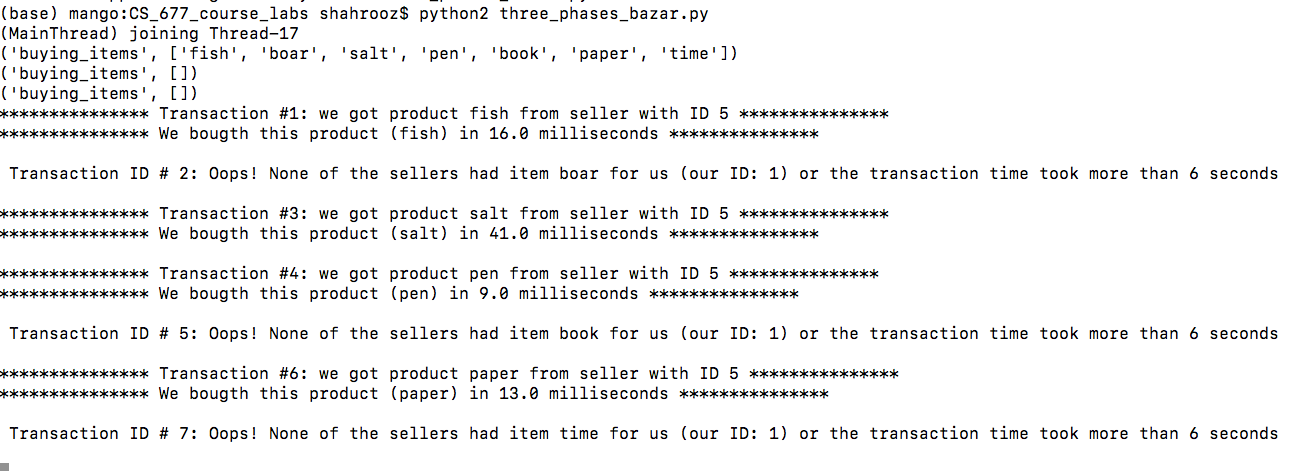 (base) mango:CS_677_course_labs shahrooz$ python2 three_phases_bazar.py
(MainThread) joining Thread-17
('buying_items', ['fish', 'boar', 'salt', 'pen', 'book', 'paper', 'time'])
('buying_items', [])
('buying_items', [])
*************** Transaction #1: we got product fish from seller with ID 5 ***************
*************** We bougth this product (fish) in 16.0 milliseconds ***************
Transaction ID # 2: Oops! None of the sellers had item boar for us (our ID: 1) or the transaction time took more than 6 seconds
*************** Transaction #3: we got product salt from seller with ID 5 ***************
*************** We bougth this product (salt) in 41.0 milliseconds ***************
*************** Transaction #4: we got product pen from seller with ID 5 ***************
*************** We bougth this product (pen) in 9.0 milliseconds ***************
Transaction ID # 5: Oops! None of the sellers had item book for us (our ID: 1) or the transaction time took more than 6 seconds
*************** Transaction #6: we got product paper from seller with ID 5 ***************
*************** We bougth this product (paper) in 13.0 milliseconds ***************
Transaction ID # 7: Oops! None of the sellers had item time for us (our ID: 1) or the transaction time took more than 6 seconds